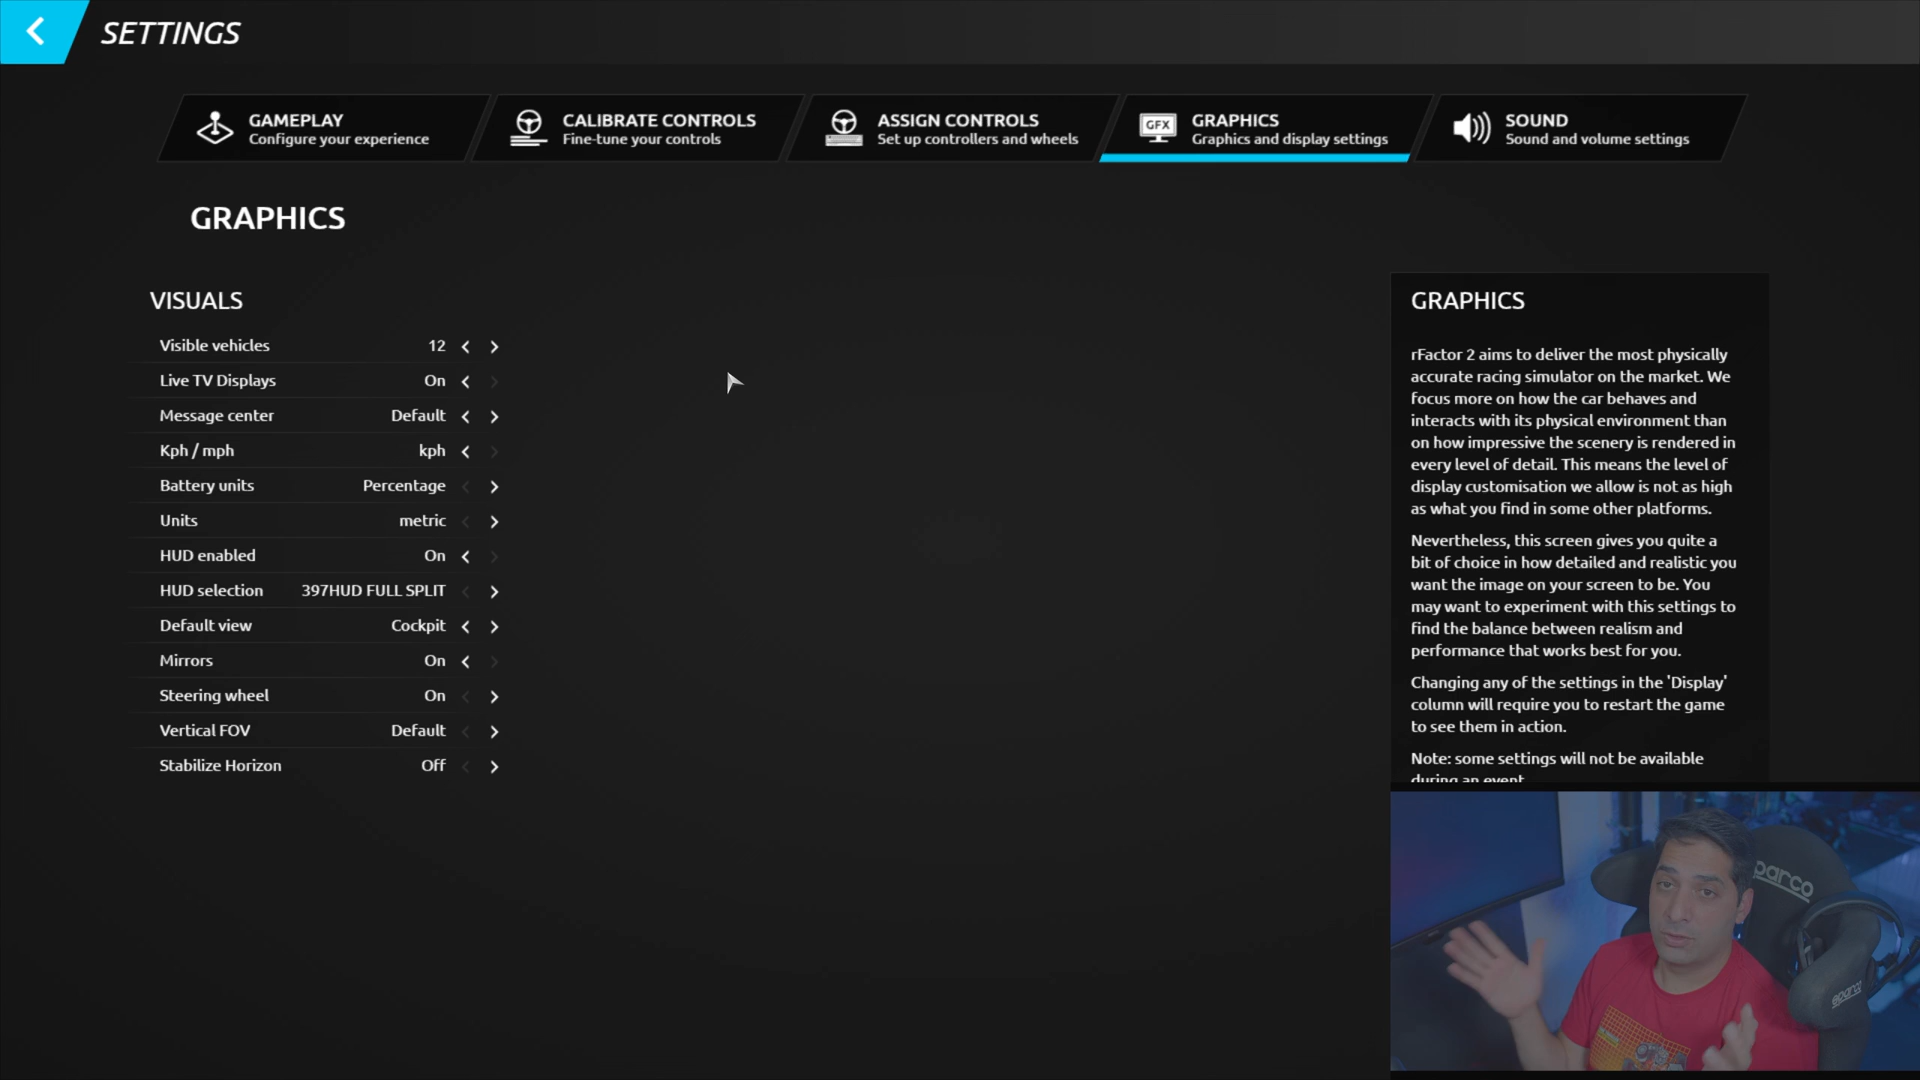 SETTINGS
GAMEPLAY
Configure your experience
CALIBRATE CONTROLS
Fine-tune your controls
ASSIGN CONTROLS
Set up controllers and wheels
GFX
GRAPHICS
Graphics and display settings
SOUND
Sound and volume settings
GRAPHICS
VISUALS
Visible vehicles 12
Live TV Displays On
Message center Default
Kph / mph kph
Battery units Percentage
Units metric
HUD enabled On
HUD selection 397HUD FULL SPLIT
Default view Cockpit
Mirrors On
Steering wheel On
Vertical FOV Default
Stabilize Horizon Off
GRAPHICS
rFactor 2 aims to deliver the most physically
accurate racing simulator on the market. We
focus more on how the car behaves and
interacts with its physical environment than
on how impressive the scenery is rendered in
every level of detail. This means the level of
display customisation we allow is not as high
as what you find in some other platforms.
Nevertheless, this screen gives you quite a
bit of choice in how detailed and realistic you
want the image on your screen to be. You
may want to experiment with this settings to
find the balance between realism and
performance that works best for you.
Changing any of the settings in the 'Display'
column will require you to restart the game
to see them in action.
Note: some settings will not be available
during an event
sparco
sparco